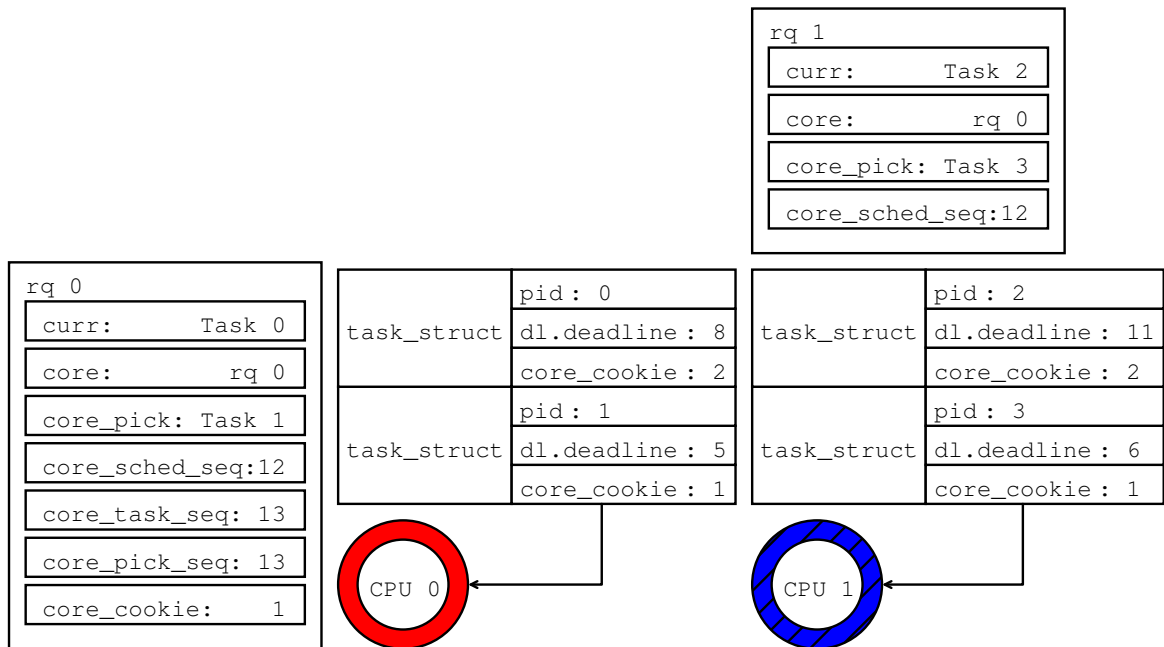 rq 1
curr: Task 2
core: rq 0
core_pick: Task 3
core_sched_seq:12
rq 0
curr: Task 0
core: rq 0
core_pick: Task 1
core_sched_seq:12
core_task_seq: 13
core_pick_seq: 13
core_cookie: 1
task_struct
pid : 0
dl.deadline : 8
core_cookie : 2
task_struct
pid : 1
dl.deadline : 5
core_cookie : 1
task_struct
pid : 2
dl.deadline : 11
core_cookie : 2
task_struct
pid : 3
dl.deadline : 6
core_cookie : 1
CPU 0
CPU 1